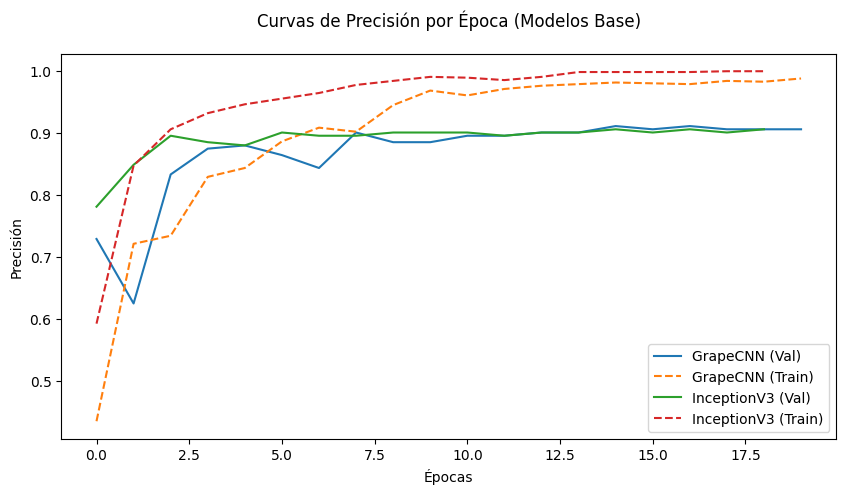 Curvas de Precisión por Época (Modelos Base)
Precisión
1.0
0.9
0.8
0.7
0.6
0.5
0.0
2.5
5.0
7.5
10.0
12.5
15.0
17.5
Épocas
GrapeCNN (Val)
GrapeCNN (Train)
InceptionV3 (Val)
InceptionV3 (Train)